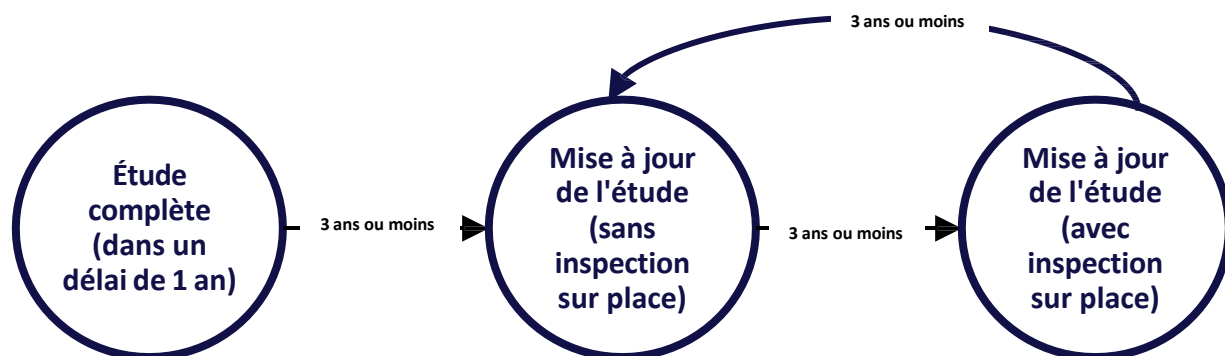 3 ans ou moins
Étude
complète
(dans un
délai de 1 an)
3 ans ou moins
Mise à jour
de l'étude
(sans
inspection
sur place)
3 ans ou moins
Mise à jour
de l'étude
(avec
inspection
sur place)